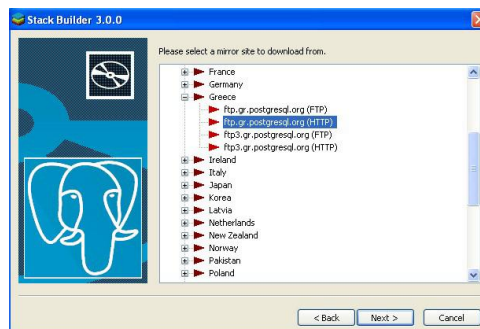 Stack Builder 3.0.0
Please select a mirror site to download from.
France
Germany
Greece
ftp.gr.postgresql.org (FTP)
ftp.gr.postgresql.org (HTTP)
ftp3.gr.postgresql.org (FTP)
ftp3.gr.postgresql.org (HTTP)
Ireland
Italy
Japan
Korea
Latvia
Netherlands
New Zealand
Norway
Pakistan
Poland
< Back Next > Cancel